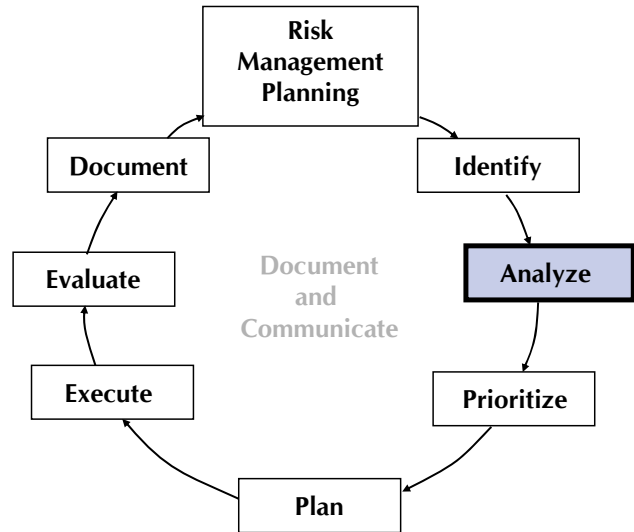 Risk
Management
Planning
Identify
Analyze
Prioritize
Plan
Execute
Evaluate
Document
Document
and
Communicate